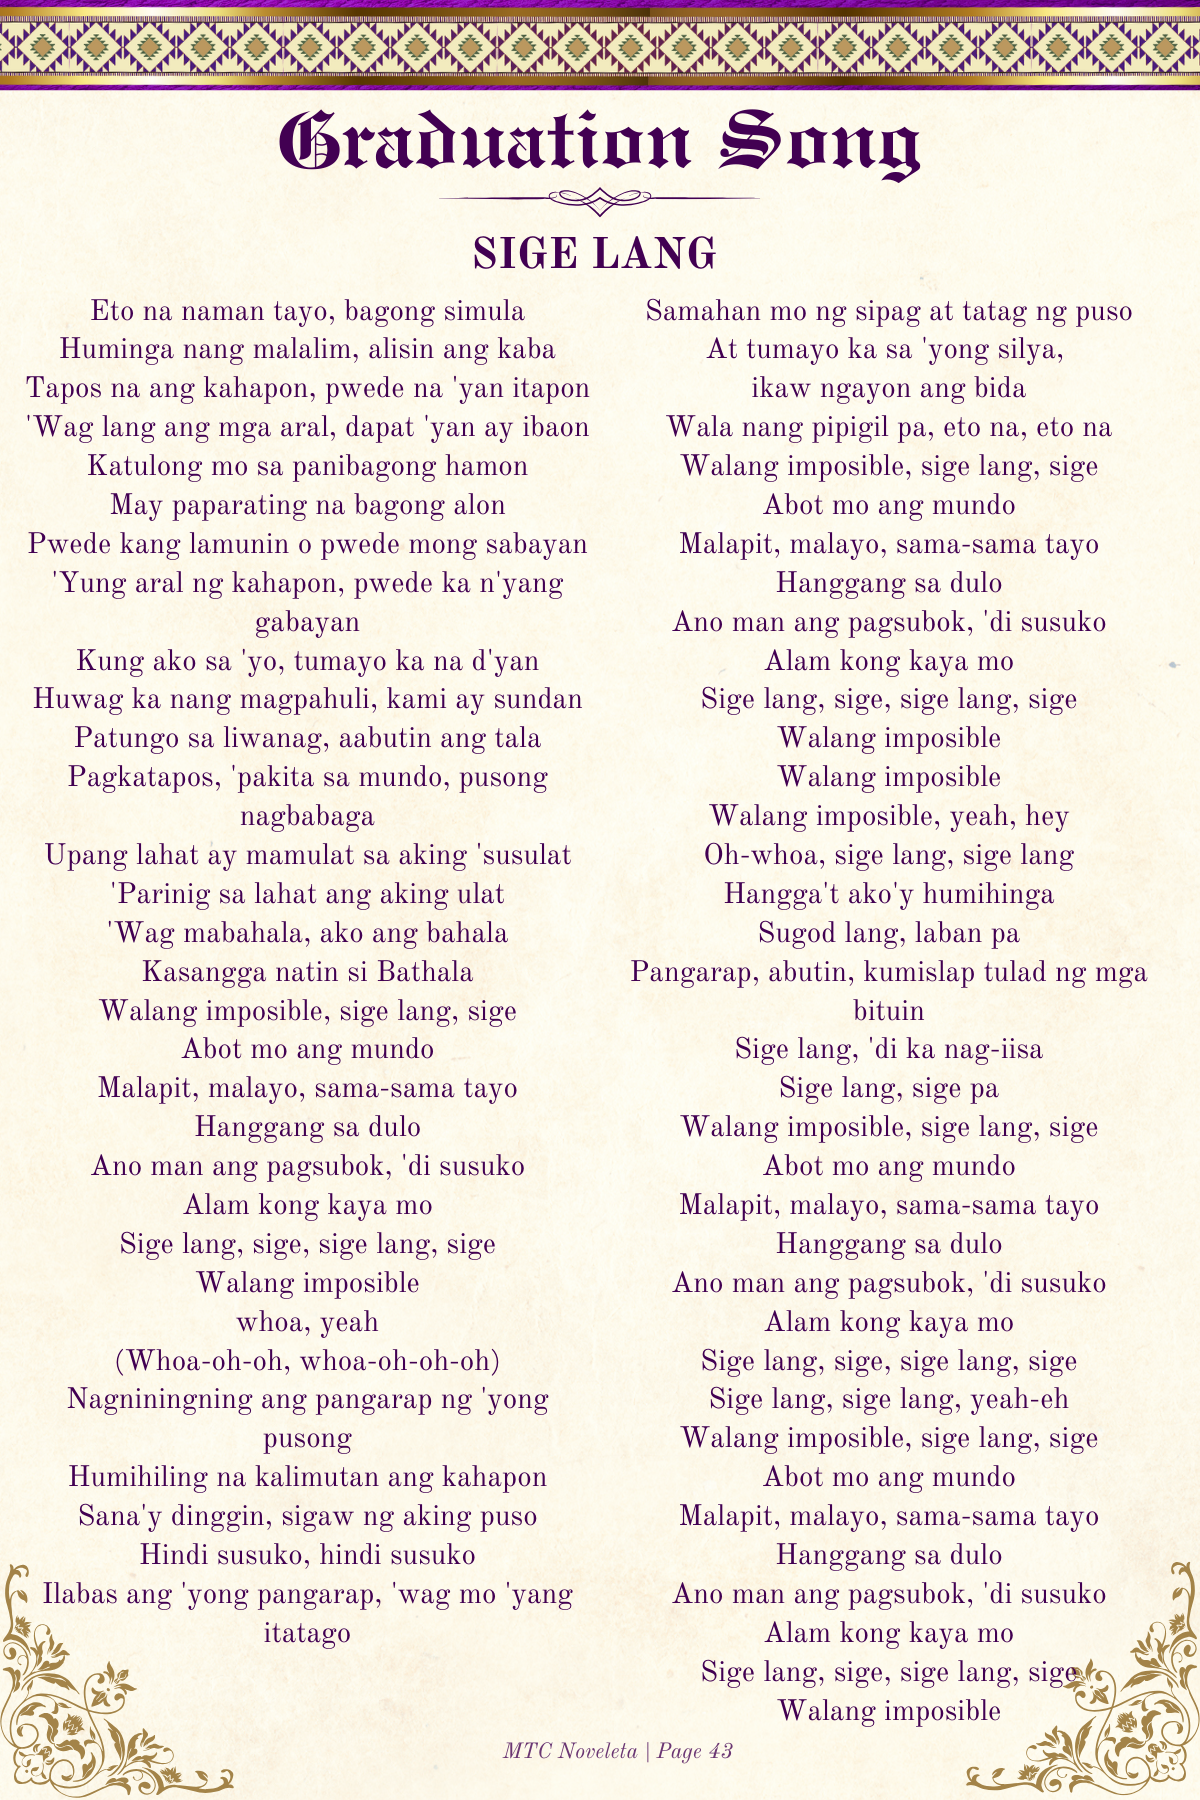 Graduation Song
SIGE LANG
Eto na naman tayo, bagong simula
Huminga nang malalim, alisin ang kaba
Tapos na ang kahapon, pwede na 'yan itapon
'Wag lang ang mga aral, dapat 'yan ay ibaon
Katulong mo sa panibagong hamon
May paparating na bagong alon
Pwede kang lamunin o pwede mong sabayan
'Yung aral ng kahapon, pwede ka n'yang
gabayan
Kung ako sa 'yo, tumayo ka na d'yan
Huwag ka nang magpahuli, kami ay sundan
Patungo sa liwanag, aabutin ang tala
Pagkatapos, 'pakita sa mundo, pusong
nagbabaga
Upang lahat ay mamulat sa aking 'susulat
'Parinig sa lahat ang aking ulat
'Wag mabahala, ako ang bahala
Kasangga natin si Bathala
Walang imposible, sige lang, sige
Abot mo ang mundo
Malapit, malayo, sama-sama tayo
Hanggang sa dulo
Ano man ang pagsubok, 'di susuko
Alam kong kaya mo
Sige lang, sige, sige lang, sige
Walang imposible
whoa, yeah
(Whoa-oh-oh, whoa-oh-oh-oh)
Nagniningning ang pangarap ng 'yong
pusong
Humihiling na kalimutan ang kahapon
Sana'y dinggin, sigaw ng aking puso
Hindi susuko, hindi susuko
Ilabas ang 'yong pangarap, 'wag mo 'yang
itatago
Samahan mo ng sipag at tatag ng puso
At tumayo ka sa 'yong silya,
ikaw ngayon ang bida
Wala nang pipigil pa, eto na, eto na
Walang imposible, sige lang, sige
Abot mo ang mundo
Malapit, malayo, sama-sama tayo
Hanggang sa dulo
Ano man ang pagsubok, 'di susuko
Alam kong kaya mo
Sige lang, sige, sige lang, sige
Walang imposible
Walang imposible
Walang imposible, yeah, hey
Oh-whoa, sige lang, sige lang
Hangga't ako'y humihinga
Sugod lang, laban pa
Pangarap, abutin, kumislap tulad ng mga
bituin
Sige lang, 'di ka nag-iisa
Sige lang, sige pa
Walang imposible, sige lang, sige
Abot mo ang mundo
Malapit, malayo, sama-sama tayo
Hanggang sa dulo
Ano man ang pagsubok, 'di susuko
Alam kong kaya mo
Sige lang, sige, sige lang, sige
Sige lang, sige lang, yeah-eh
Walang imposible, sige lang, sige
Abot mo ang mundo
Malapit, malayo, sama-sama tayo
Hanggang sa dulo
Ano man ang pagsubok, 'di susuko
Alam kong kaya mo
Sige lang, sige, sige lang, sige
Walang imposible
MTC Noveleta | Page 43